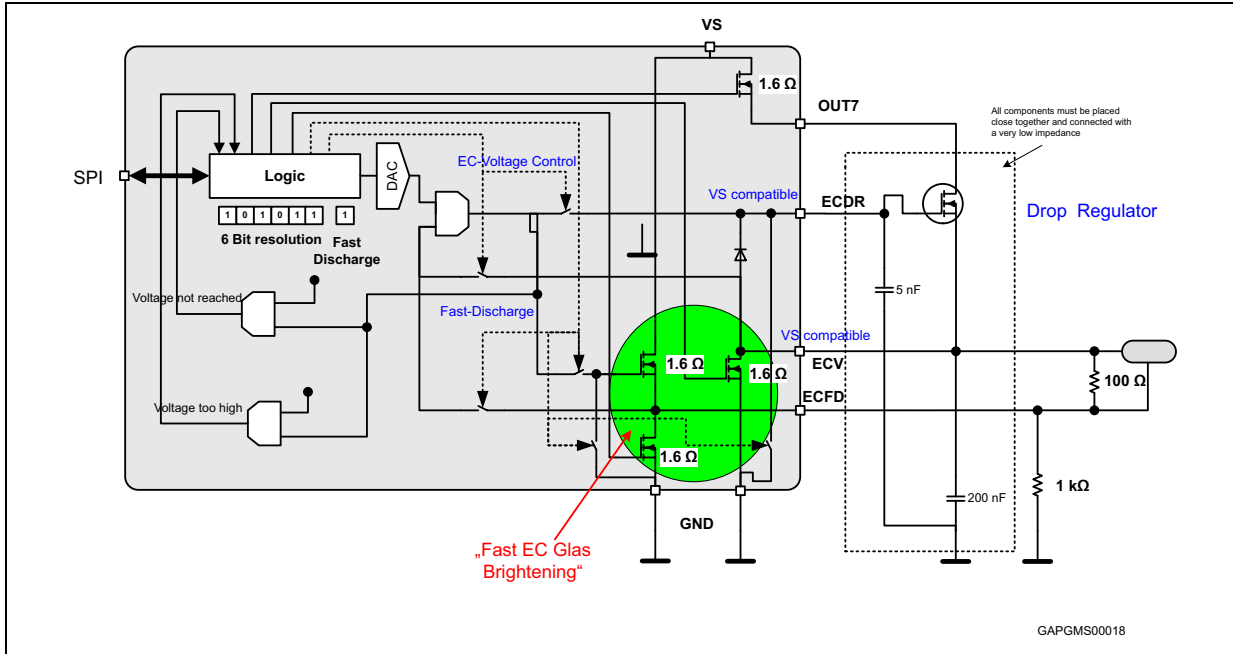 VS
1.6 Ω
OUT7
All components must be placed
close together and connected with
a very low impedance
SPI
Logic
DAC
EC-Voltage Control
VS compatible
ECDR
Drop Regulator
1 0 1 0 1 1
1
6 Bit resolution
Fast
Discharge
5 nF
Voltage not reached
Fast-Discharge
VS compatible
ECV
1.6 Ω
1.6 Ω
100 Ω
ECFD
Voltage too high
1.6 Ω
1 kΩ
200 nF
GND
„Fast EC Glas
Brightening“
GAPGMS00018